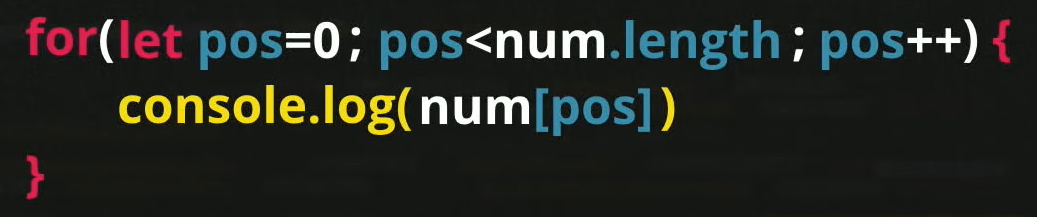 for(let pos=0; pos<num.length; pos++) {
console.log(num[pos])
}